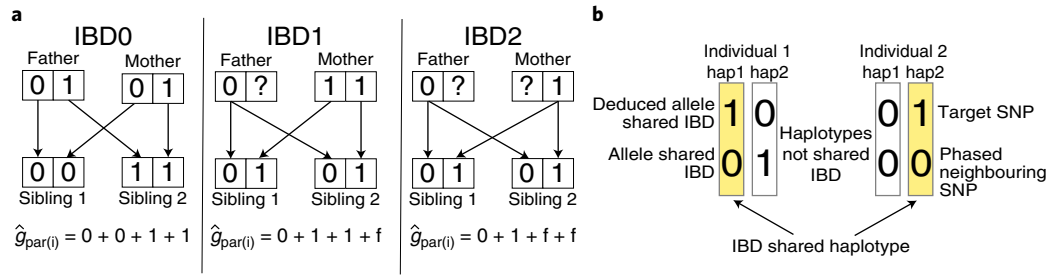 a
IBD0 IBD1 IBD2
Father Mother Father Mother Father Mother
0 1 0 1 0 ? 1 1 0 ? ? 1
0 0 1 1 0 1 0 1 0 1 0 1
Sibling 1 Sibling 2 Sibling 1 Sibling 2 Sibling 1 Sibling 2
ĝpar(i) = 0 + 0 + 1 + 1 ĝpar(i) = 0 + 1 + 1 + f ĝpar(i) = 0 + 1 + f + f
b
Individual 1 Individual 2
hap1 hap2 hap1 hap2
Deduced allele
shared IBD
1 0 0 1
Target SNP
Allele shared
IBD
0 1 0 0
Haplotypes
not shared
IBD
Phased
neighbouring
SNP
IBD shared haplotype